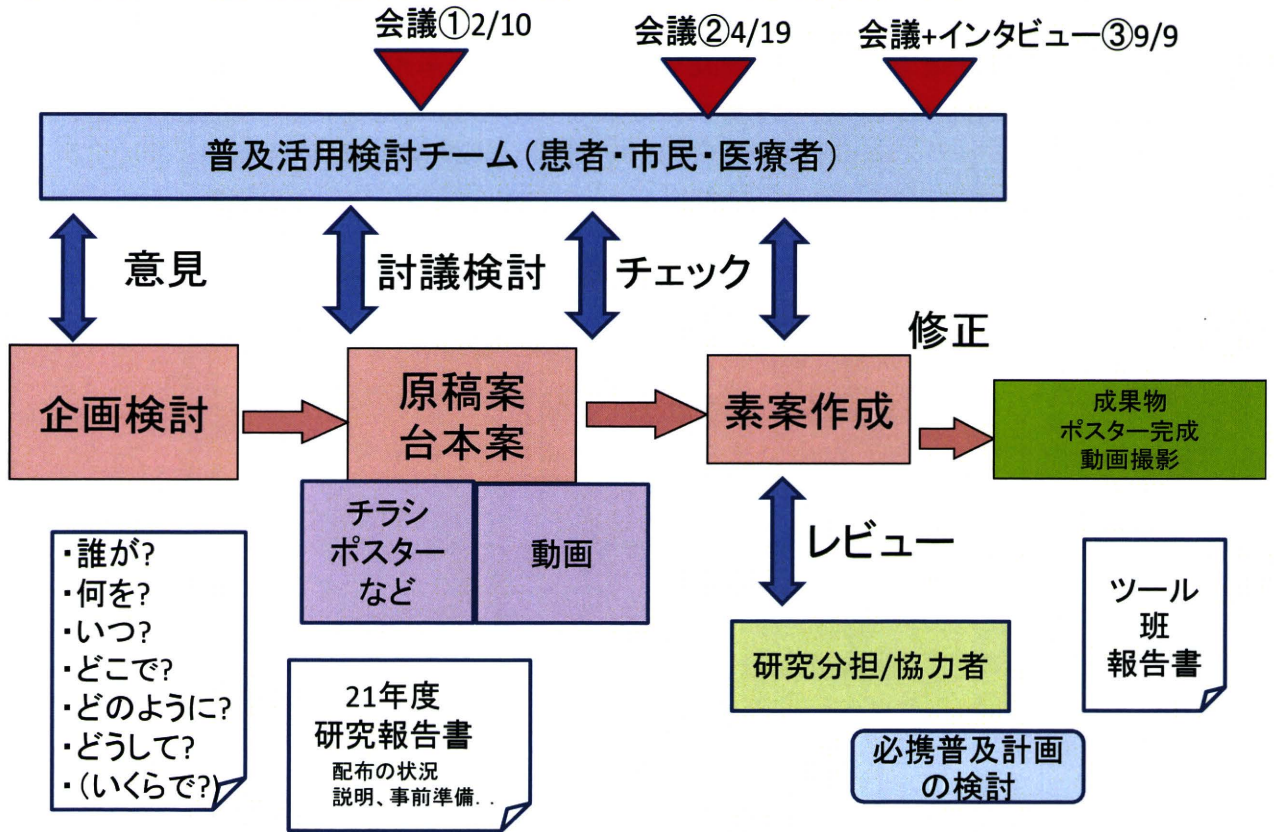 会議①2/10
会議②4/19
会議+インタビュー③9/9
普及活用検討チーム(患者・市民・医療者)
意見
討議検討
チェック
修正
企画検討
原稿案
台本案
素案作成
成果物
ポスター完成
動画撮影
チラシ
ポスター
など
動画
レビュー
・誰が?
・何を?
・いつ?
・どこで?
・どのように?
・どうして?
・(いくらで?)
21年度
研究報告書
配布の状況
説明、事前準備..
研究分担/協力者
必携普及計画
の検討
ツール
班
報告書